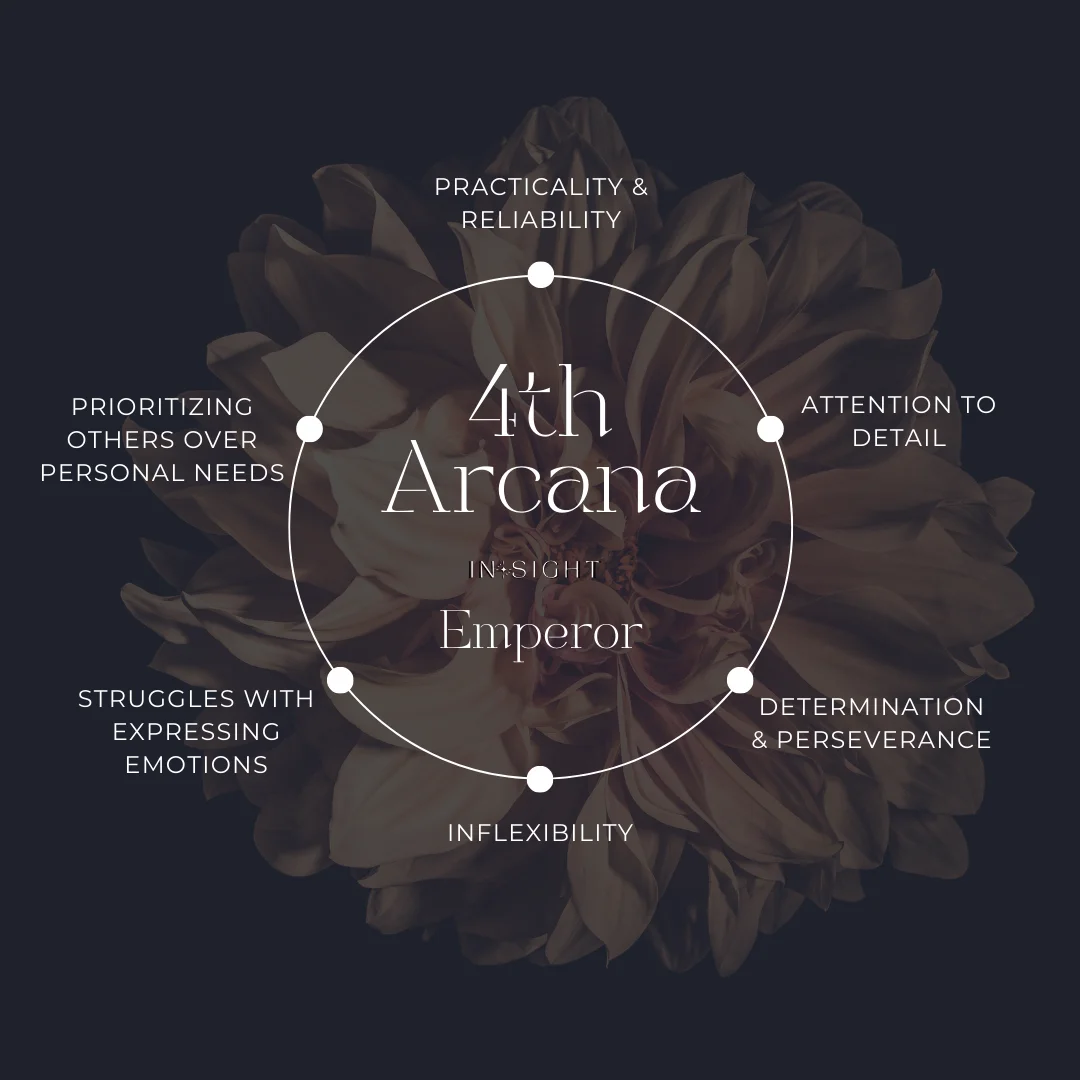 PRACTICALITY &
RELIABILITY
4th
Arcana
IN SIGHT
Emperor
ATTENTION TO
DETAIL
DETERMINATION
& PERSEVERANCE
INFLEXIBILITY
STRUGGLES WITH
EXPRESSING
EMOTIONS
PRIORITIZING
OTHERS OVER
PERSONAL NEEDS